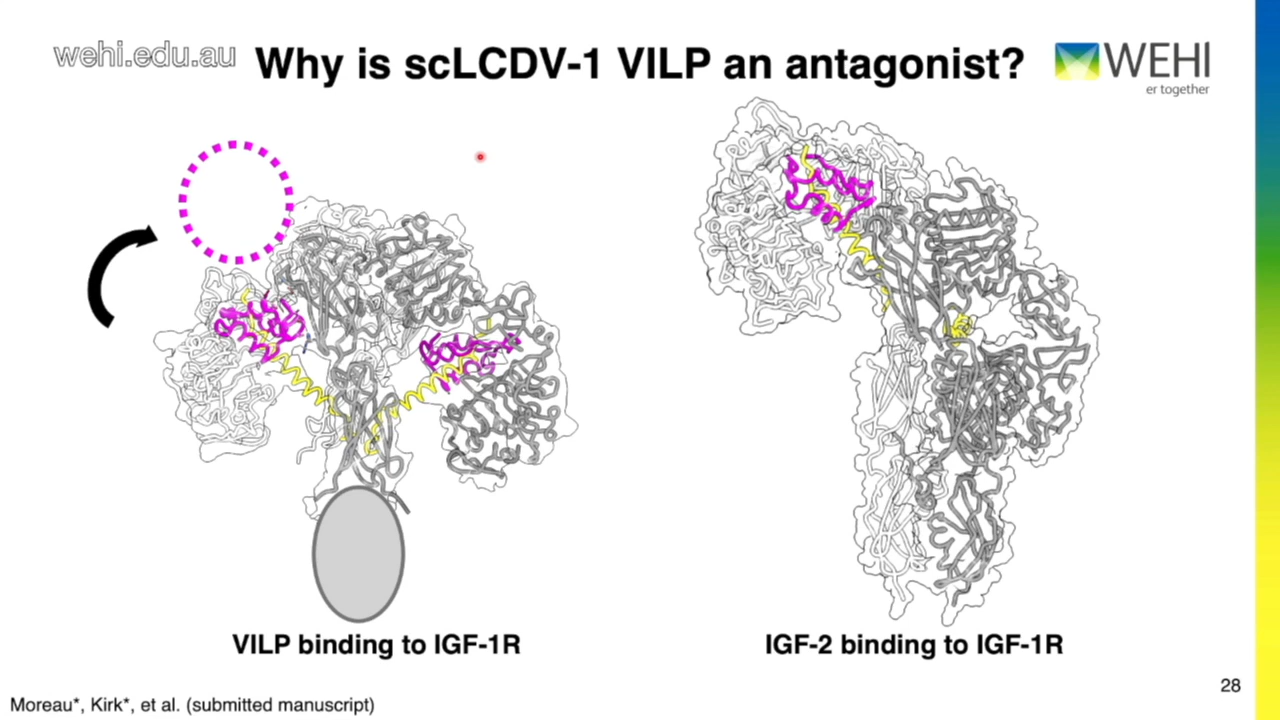 wehi.edu.au
Why is scLCDV-1 VILP an antagonist?
WEHI
er together
VILP binding to IGF-1R
IGF-2 binding to IGF-1R
28
Moreau*, Kirk*, et al. (submitted manuscript)